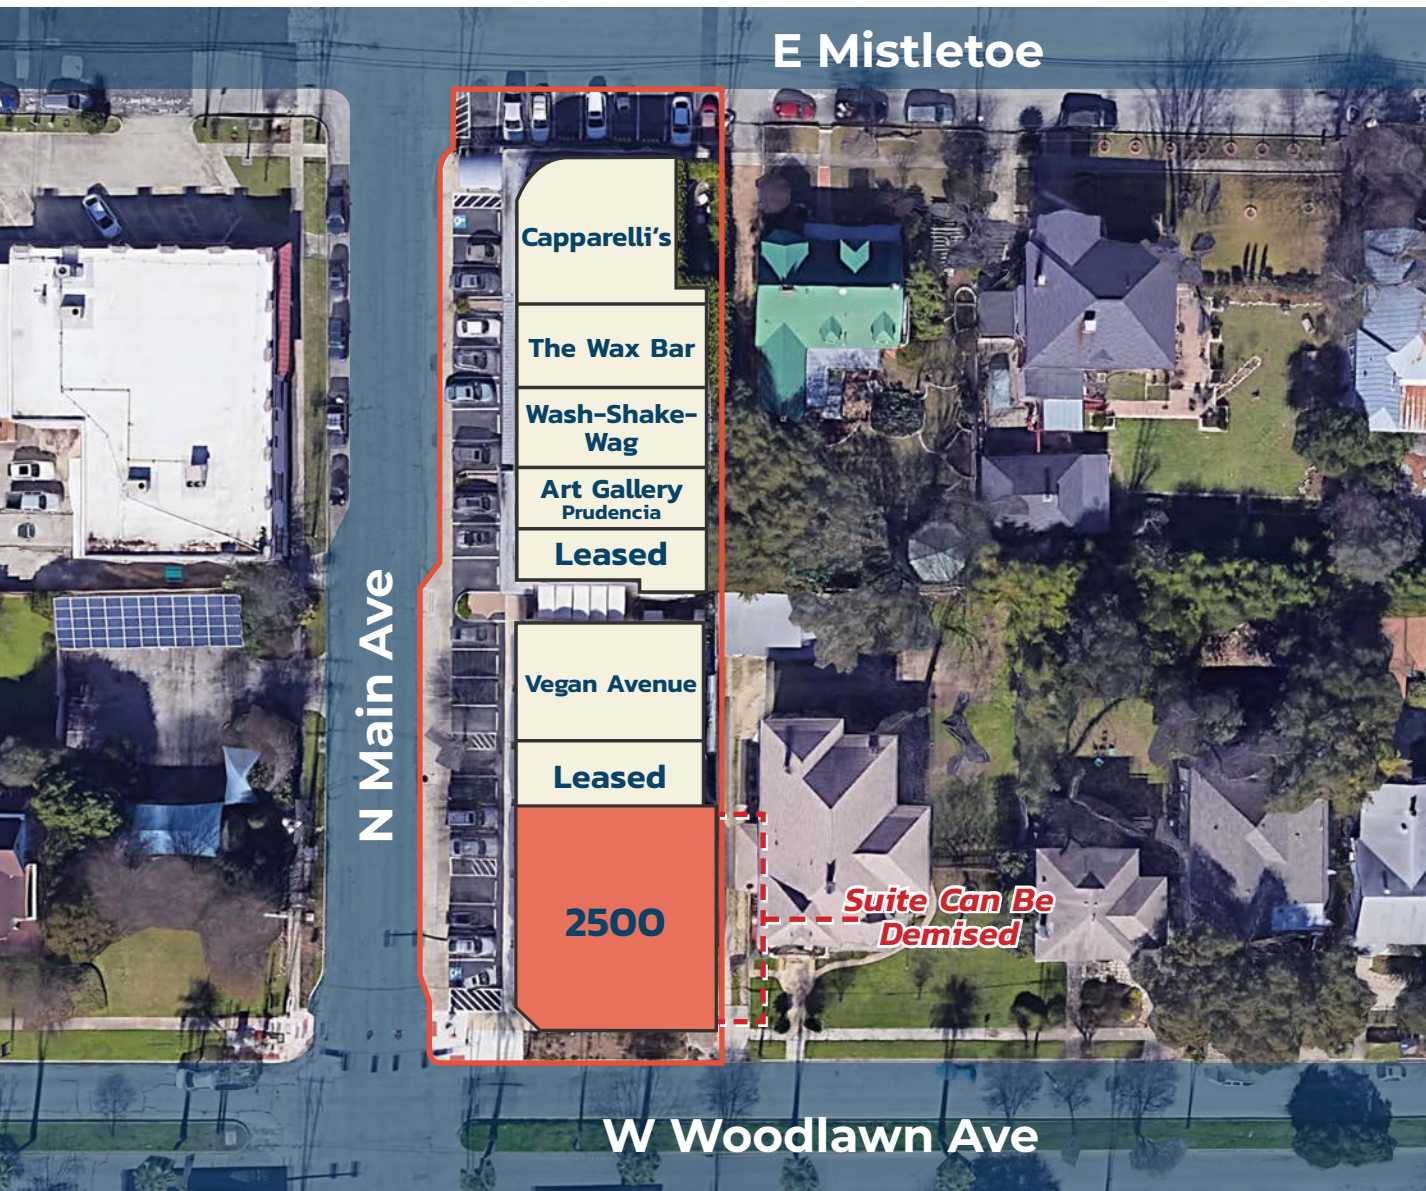 E Mistletoe
Capparelli's
The Wax Bar
Wash-Shake-
Wag
Art Gallery
Prudencia
Leased
N Main Ave
Vegan Avenue
Leased
2500
Suite Can Be
Demised
W Woodlawn Ave